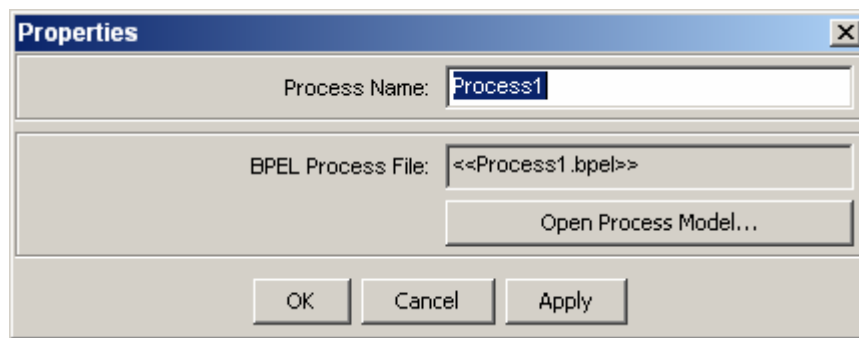 Properties
Process Name: Process1
BPEL Process File: <<Process1.bpel>>
Open Process Model...
OK Cancel Apply